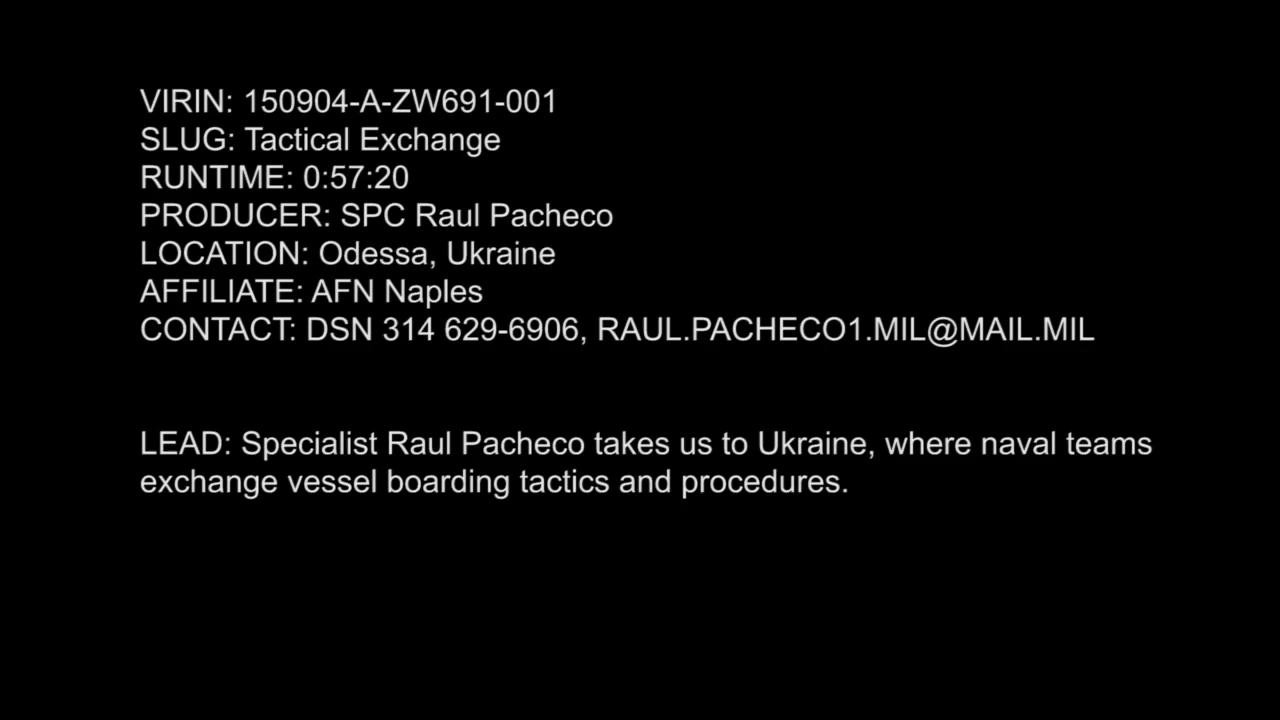 VIRIN: 150904-A-ZW691-001
SLUG: Tactical Exchange
RUNTIME: 0:57:20
PRODUCER: SPC Raul Pacheco
LOCATION: Odessa, Ukraine
AFFILIATE: AFN Naples
CONTACT: DSN 314 629-6906, RAUL.PACHECO1.MIL@MAIL.MIL
LEAD: Specialist Raul Pacheco takes us to Ukraine, where naval teams
exchange vessel boarding tactics and procedures.